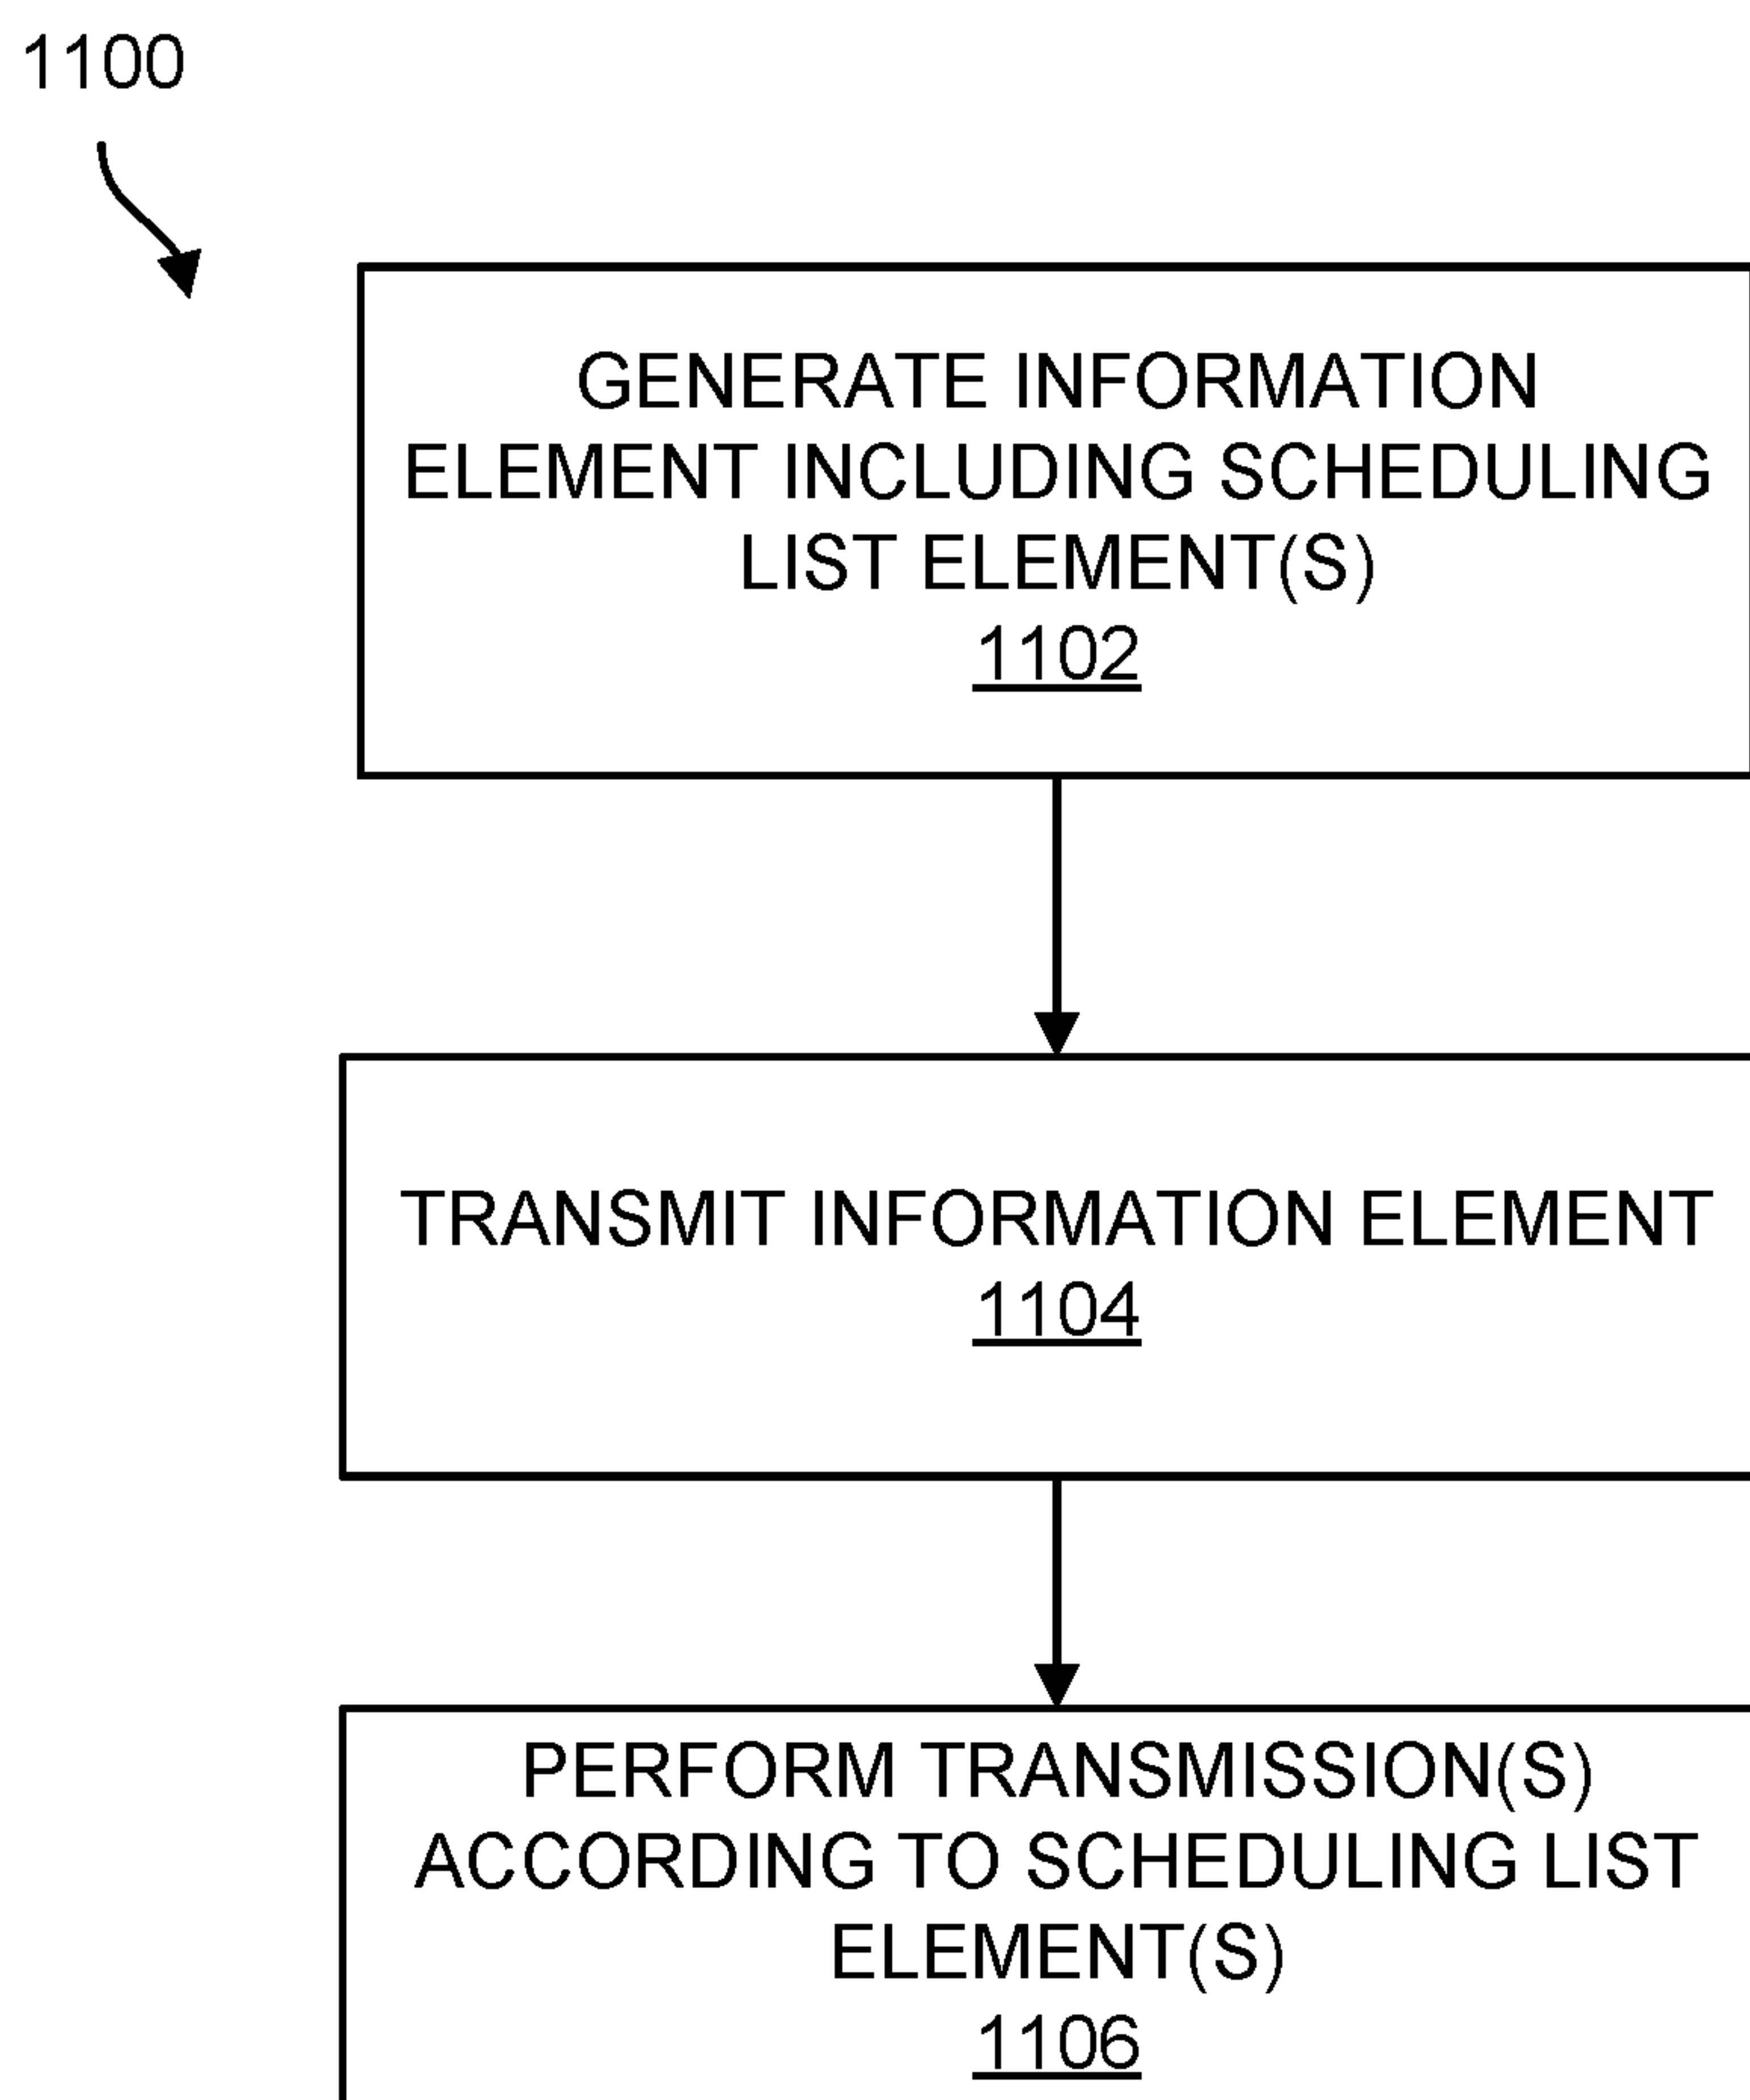 1100
GENERATE INFORMATION
ELEMENT INCLUDING SCHEDULING
LIST ELEMENT(S)
1102
TRANSMIT INFORMATION ELEMENT
1104
PERFORM TRANSMISSION(S)
ACCORDING TO SCHEDULING LIST
ELEMENT(S)
1106